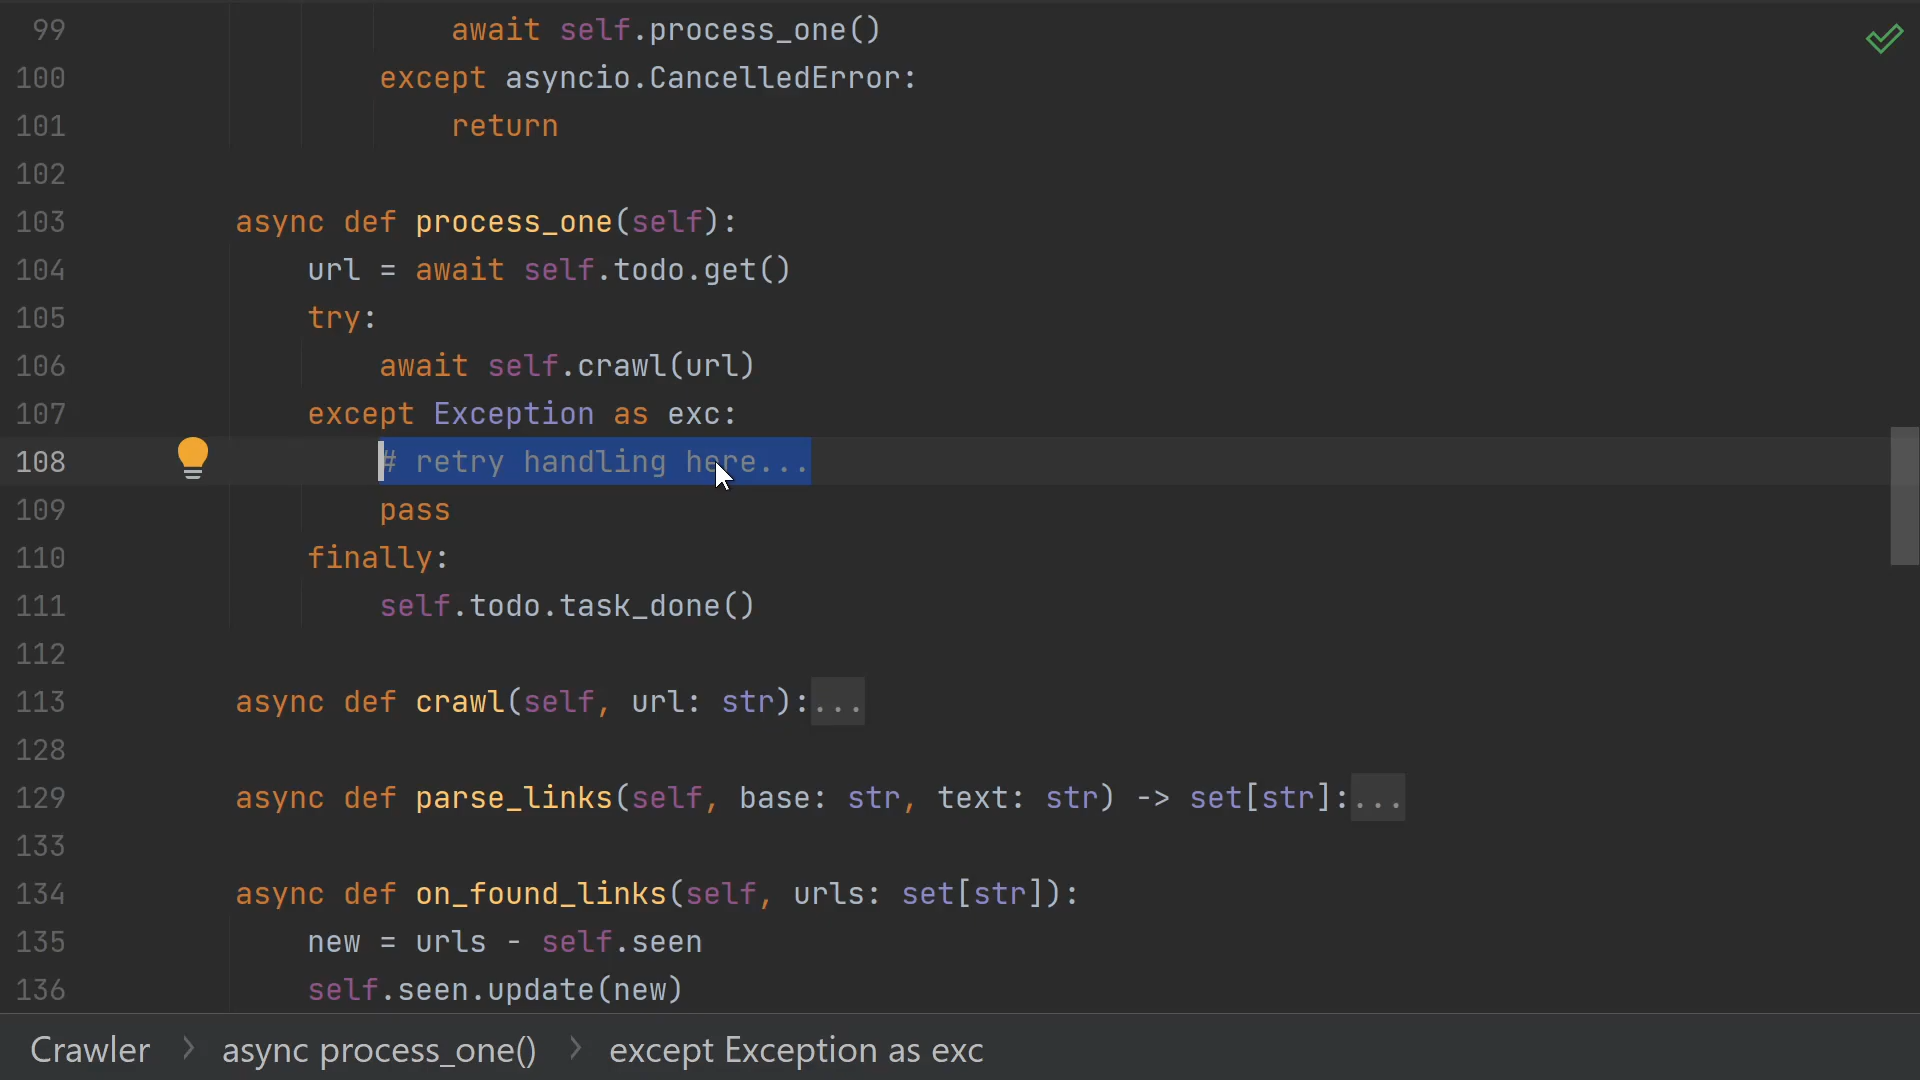 99 await self.process_one()
100 except asyncio.CancelledError:
101 return
102
103 async def process_one(self):
104 url = await self.todo.get()
105 try:
106 await self.crawl(url)
107 except Exception as exc:
108 # retry handling here...
109 pass
110 finally:
111 self.todo.task_done()
112
113 async def crawl(self, url: str):...
128
129 async def parse_links(self, base: str, text: str) -> set[str]:...
133
134 async def on_found_links(self, urls: set[str]):
135 new = urls - self.seen
136 self.seen.update(new)
Crawler > async process_one() > except Exception as exc